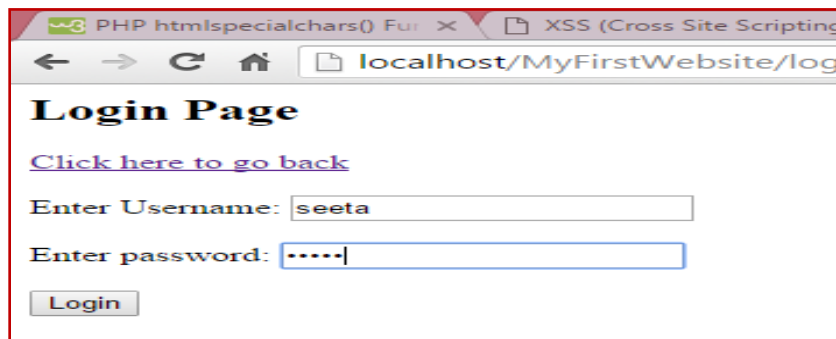 PHP htmlspecialchars() Fur
XSS (Cross Site Scripting
localhost/MyFirstWebsite/log
Login Page
Click here to go back
Enter Username: seeta
Enter password: •••••
Login